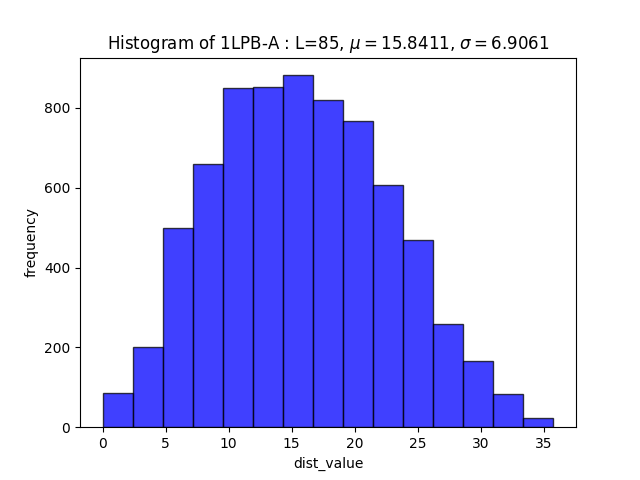 Histogram of 1LPB-A : L=85, μ = 15.8411, σ = 6.9061
800
600
400
200
0
frequency
0 5 10 15 20 25 30 35
dist_value